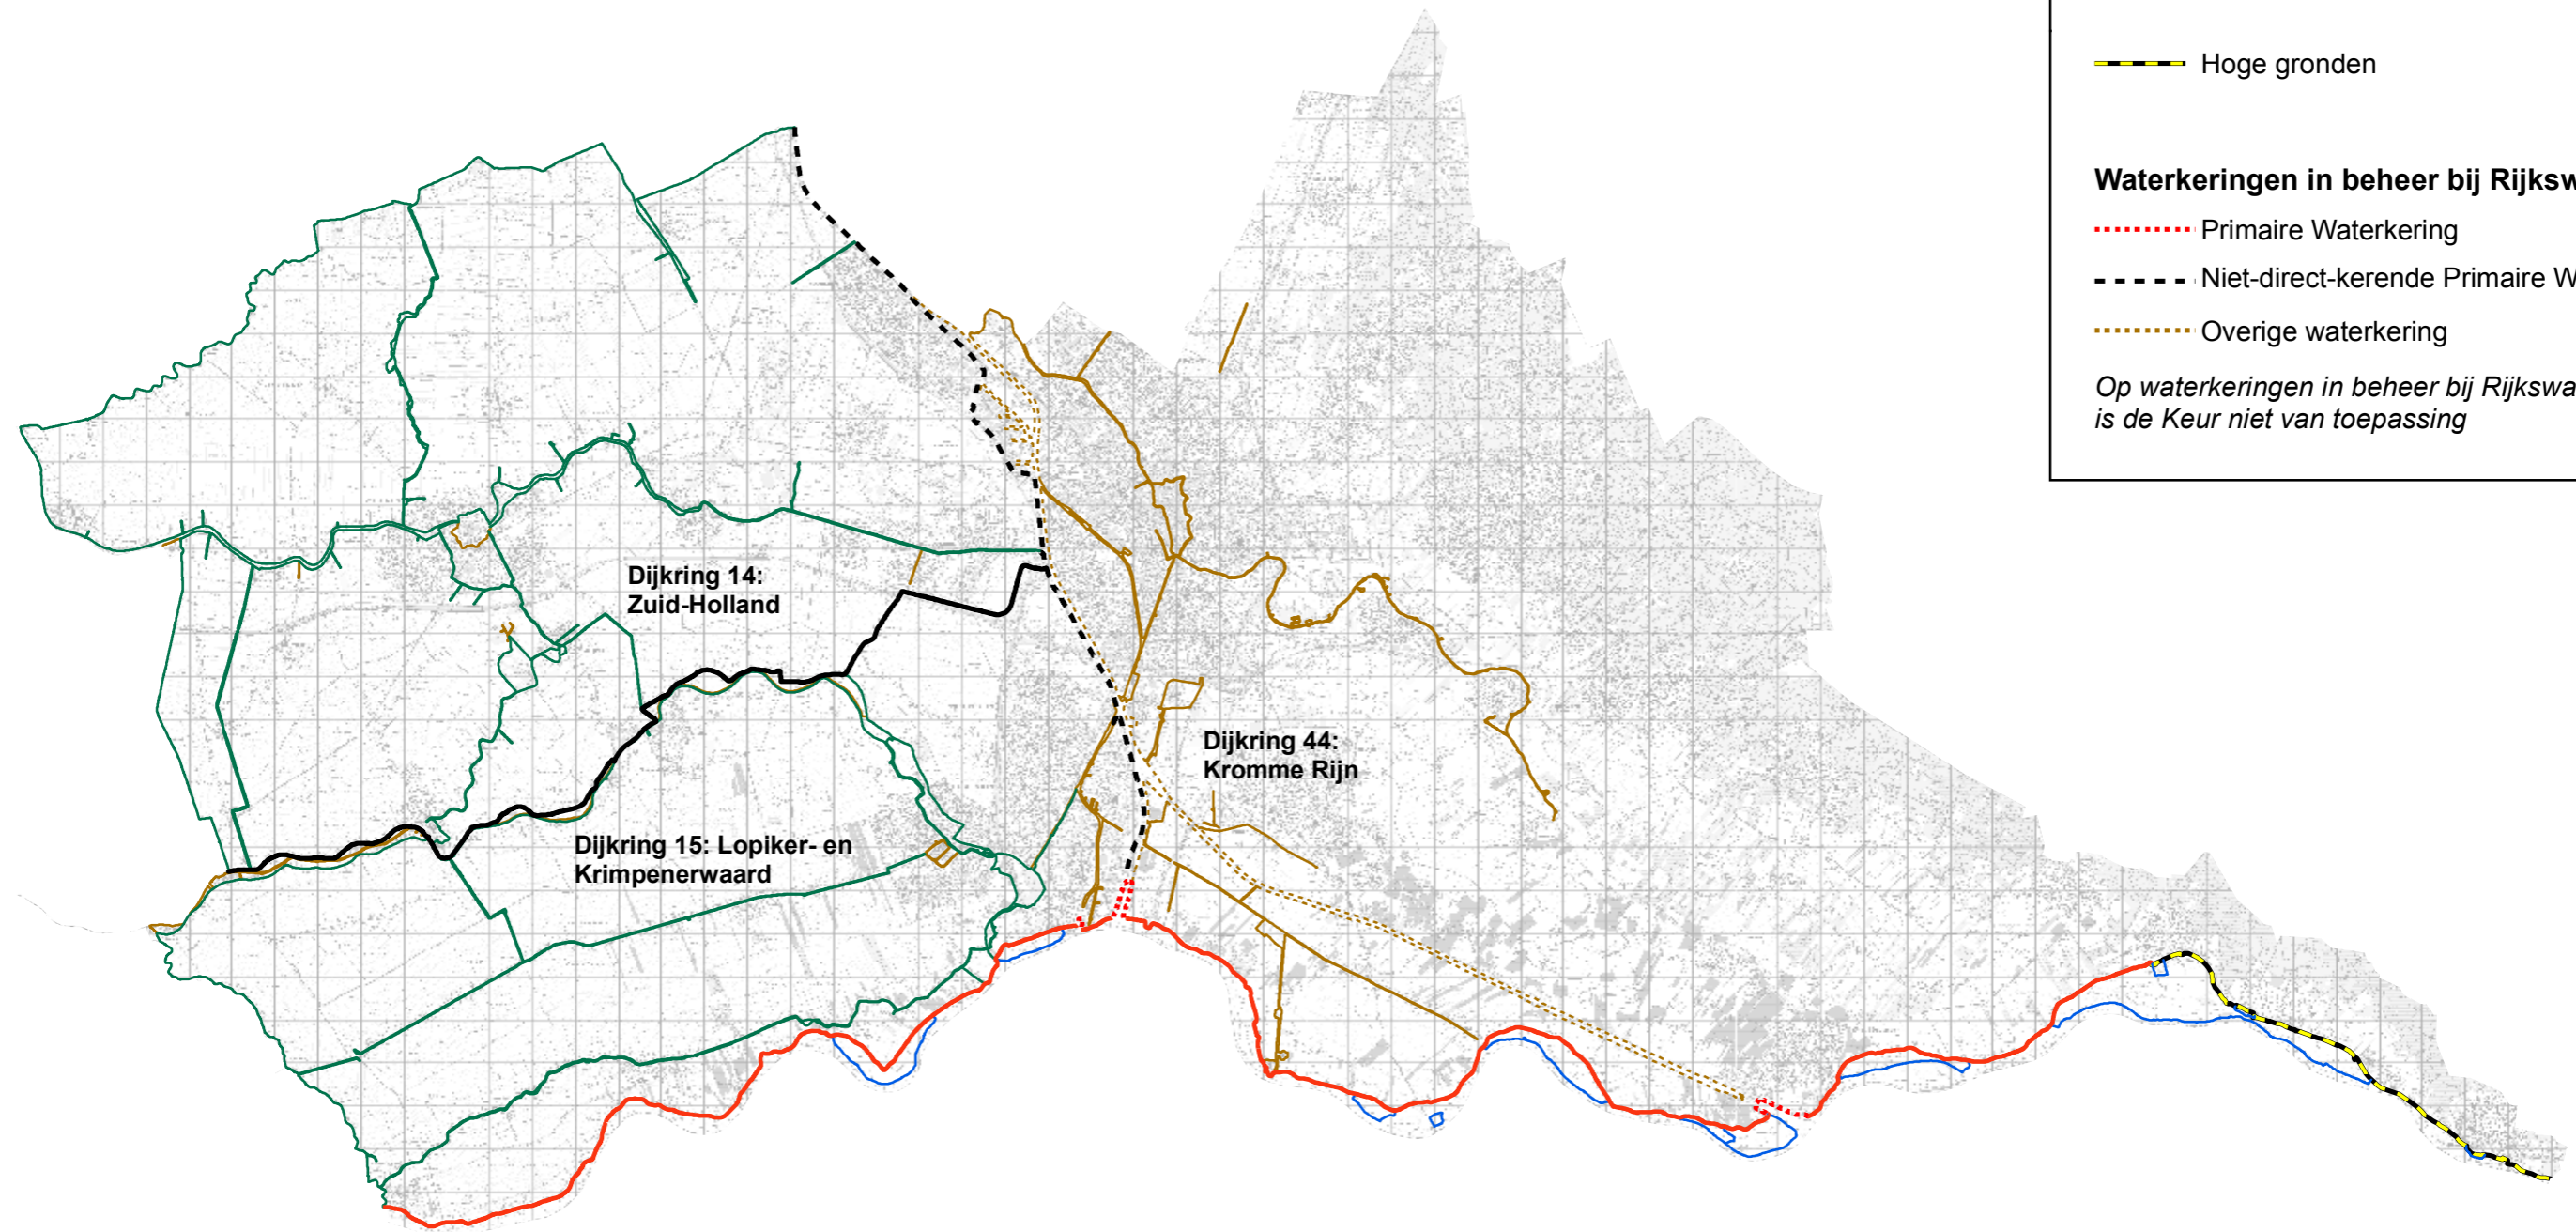 Hoge gronden
Waterkeringen in beheer bij Rijksw
Primaire Waterkering
Niet-direct-kerende Primaire W
Overige waterkering
Op waterkeringen in beheer bij Rijkswa
is de Keur niet van toepassing
Dijkring 14:
Zuid-Holland
Dijkring 44:
Kromme Rijn
Dijkring 15: Lopiker- en
Krimpenerwaard